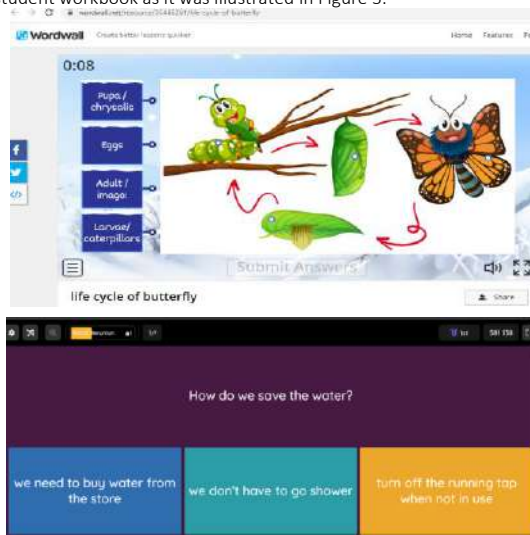 student workbook as it was illustrated in Figure 5.
Wordwall Create better lessons quicker Home Features
0:08
Pupa /
chrysalis
Eggs
Adult /
imago
Larvae/
caterpillars
Submit Answers
life cycle of butterfly
Share
1/7
How do we save the water?
we need to buy water from
the store
we don't have to go shower
turn off the running tap
when not in use